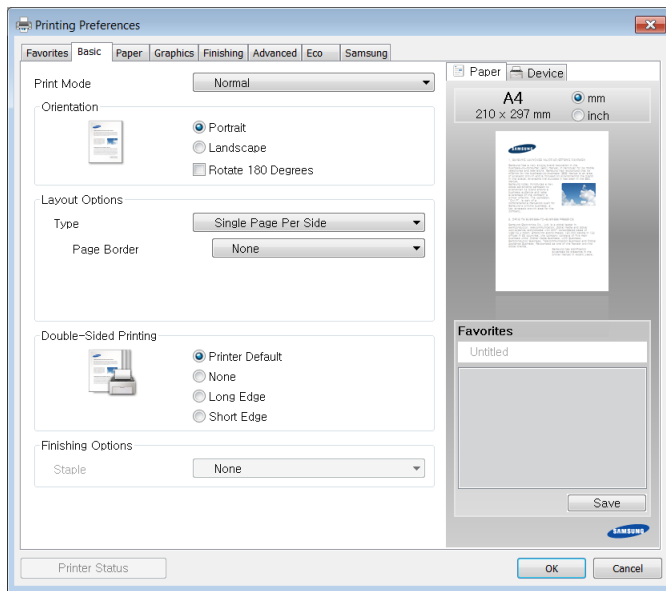 Printing Preferences
Favorites Basic Paper Graphics Finishing Advanced Eco Samsung
Print Mode Normal
Orientation
Portrait
Landscape
Rotate 180 Degrees
Layout Options
Type Single Page Per Side
Page Border None
Double-Sided Printing
Printer Default
None
Long Edge
Short Edge
Finishing Options
Staple None
Printer Status
Paper Device
A4 mm
210 x 297 mm inch
SAMSUNG
Favorites
Untitled
Save
SAMSUNG
OK Cancel